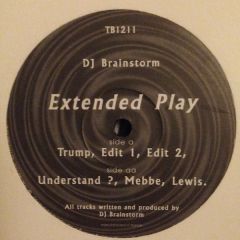 TB1211
DJ Brainstorm
Extended Play
side a
Trump, Edit 1, Edit 2,
side aa
Understand ?, Mebbe, Lewis.
All tracks written and produced by
DJ Brainstorm